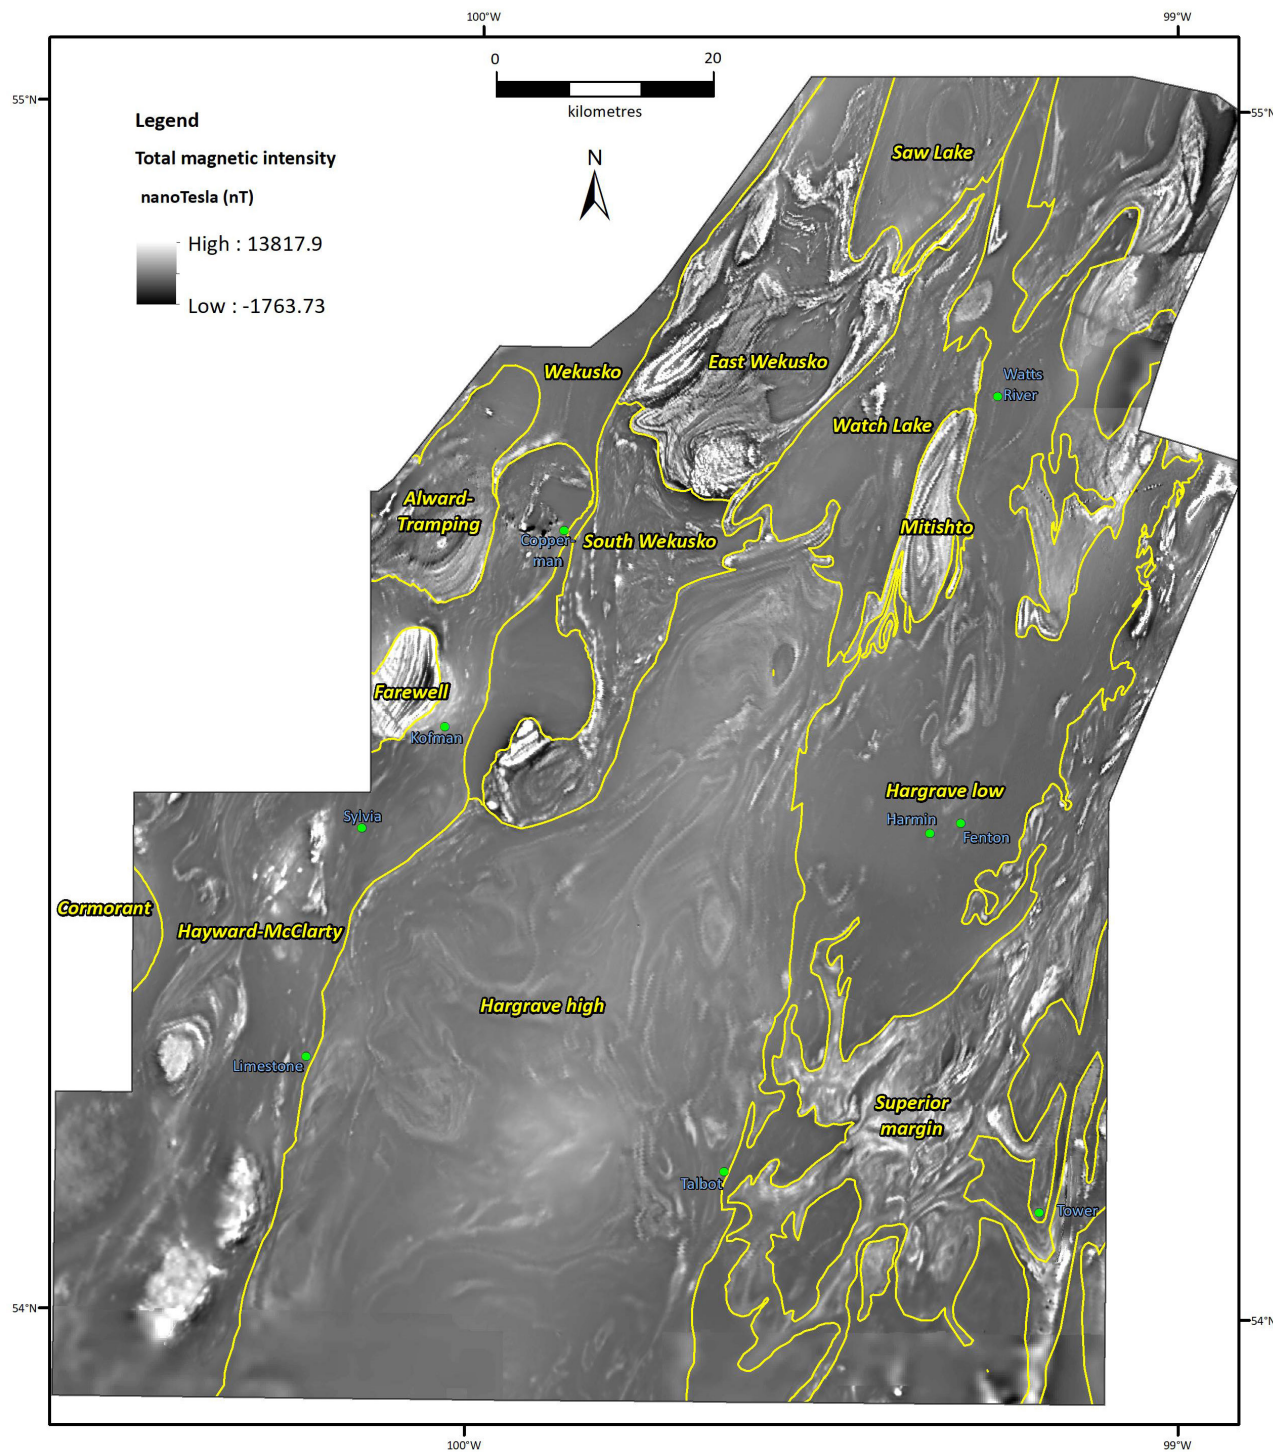 100°W
99°W
0
20
kilometres
55°N
55°N
N
Legend
Total magnetic intensity
nanoTesla (nT)
High : 13817.9
Low : -1763.73
Saw Lake
Wekusko
East Wekusko
Watts
River
Watch Lake
Alward-
Tramping
Mitishto
Copper-
man
South Wekusko
Farewell
Kofman
Hargrave low
Sylvia
Harmin
Fenton
Cormorant
Hayward-McClarty
Hargrave high
Limestone
Superior
margin
Talbot
Tower
54°N
54°N
100°W
99°W